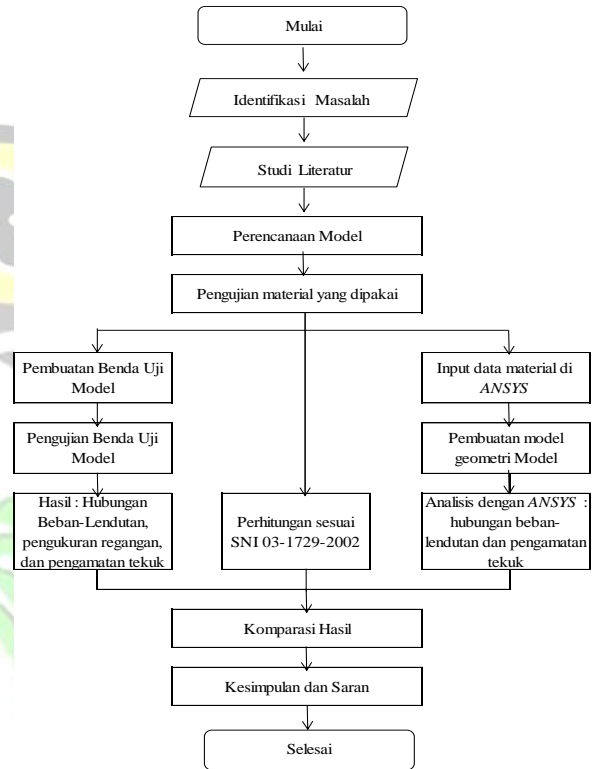 Mulai
Identifikasi Masalah
Studi Literatur
Perencanaan Model
Pengujian material yang dipakai
Pembuatan Benda Uji
Model
Pengujian Benda Uji
Model
Hasil : Hubungan
Beban-Lendutan,
pengukuran regangan,
dan pengamatan tekuk
Perhitungan sesuai
SNI 03-1729-2002
Input data material di
ANSYS
Pembuatan model
geometri Model
Analisis dengan ANSYS :
hubungan beban-
lendutan dan pengamatan
tekuk
Komparasi Hasil
Kesimpulan dan Saran
Selesai